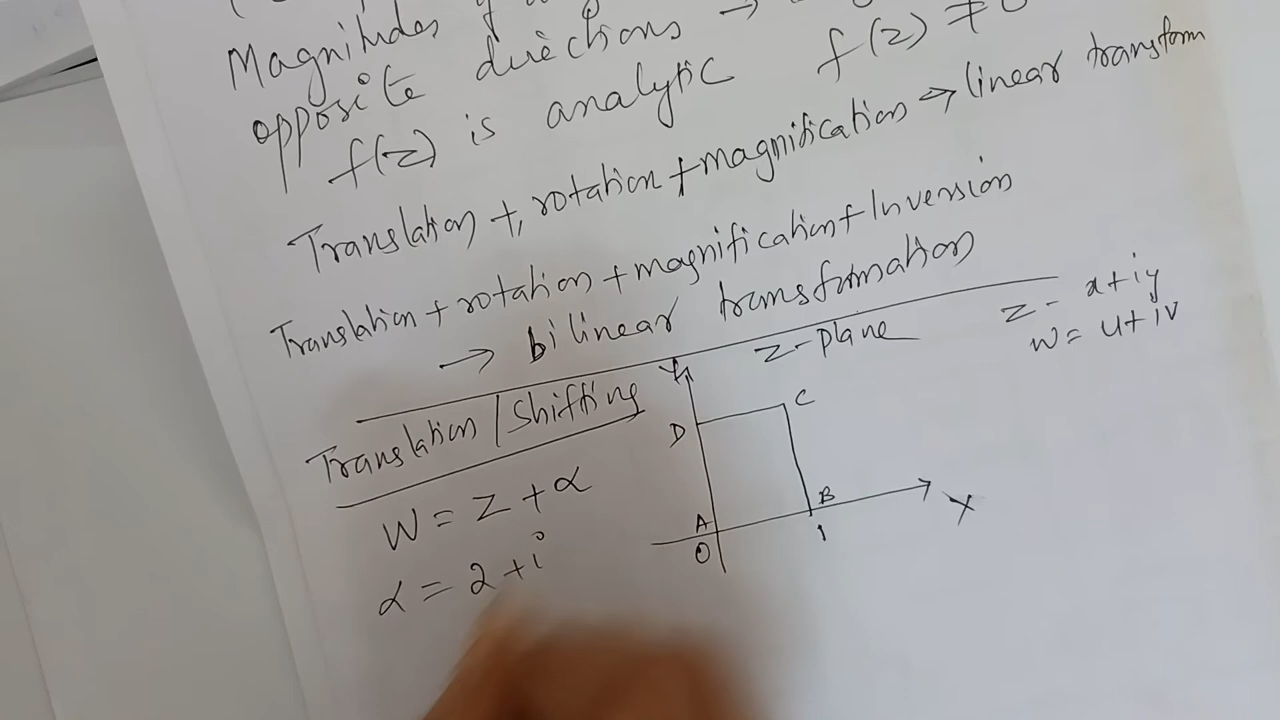 Magnitudes
opposite directions →
f(z) is analytic f(z) ≠ 0
Translation +, rotation + magnification → linear transform
Translation + rotation + magnification + Inversion
→ bilinear transformation
Translation / Shifting
Z-plane
z = x+iy
w = u+iv
W = Z + α
α = 2 + i
Y
D
C
A
B
O
1
X